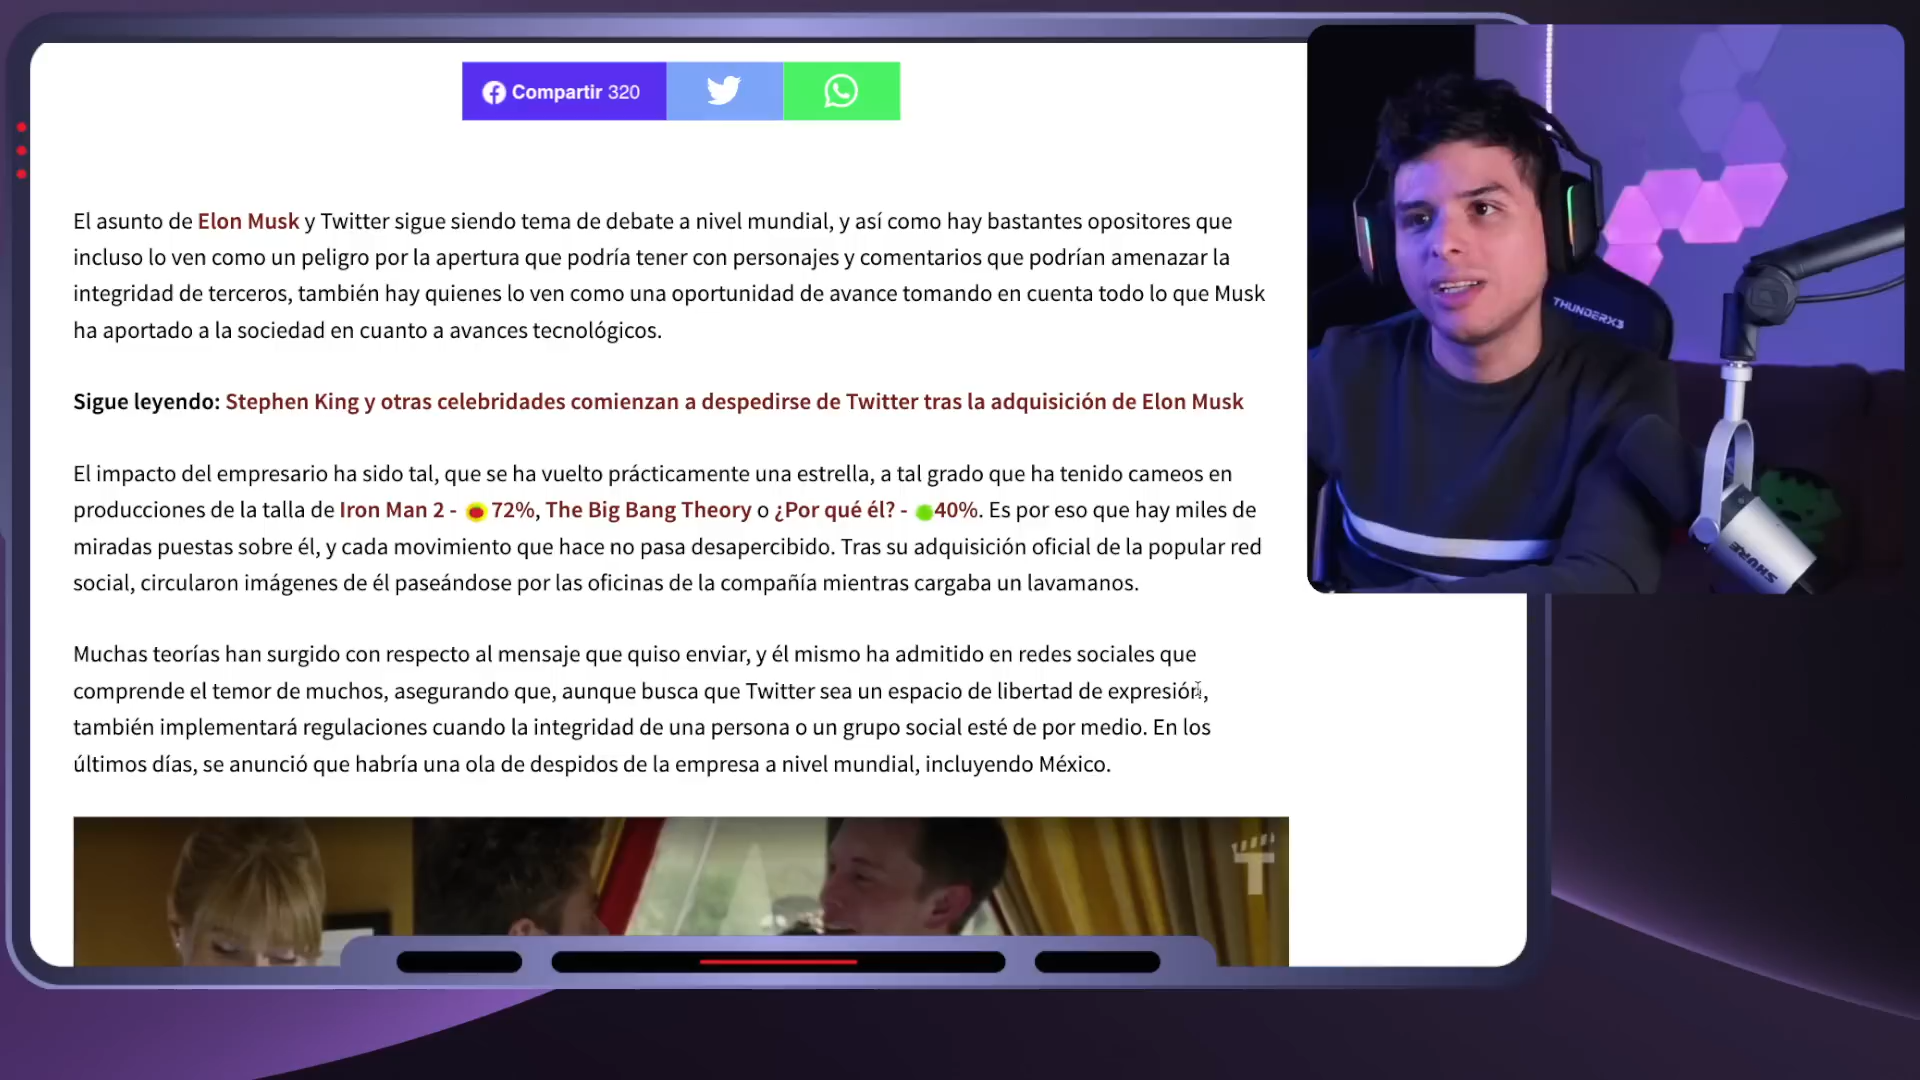 Compartir 320
El asunto de Elon Musk y Twitter sigue siendo tema de debate a nivel mundial, y así como hay bastantes opositores que
incluso lo ven como un peligro por la apertura que podría tener con personajes y comentarios que podrían amenazar la
integridad de terceros, también hay quienes lo ven como una oportunidad de avance tomando en cuenta todo lo que Musk
ha aportado a la sociedad en cuanto a avances tecnológicos.
Sigue leyendo: Stephen King y otras celebridades comienzan a despedirse de Twitter tras la adquisición de Elon Musk
El impacto del empresario ha sido tal, que se ha vuelto prácticamente una estrella, a tal grado que ha tenido cameos en
producciones de la talla de Iron Man 2 - 72%, The Big Bang Theory o ¿Por qué él? - 40%. Es por eso que hay miles de
miradas puestas sobre él, y cada movimiento que hace no pasa desapercibido. Tras su adquisición oficial de la popular red
social, circularon imágenes de él paseándose por las oficinas de la compañía mientras cargaba un lavamanos.
Muchas teorías han surgido con respecto al mensaje que quiso enviar, y él mismo ha admitido en redes sociales que
comprende el temor de muchos, asegurando que, aunque busca que Twitter sea un espacio de libertad de expresión,
también implementará regulaciones cuando la integridad de una persona o un grupo social esté de por medio. En los
últimos días, se anunció que habría una ola de despidos de la empresa a nivel mundial, incluyendo México.
T
THUNDERX3
SHURE